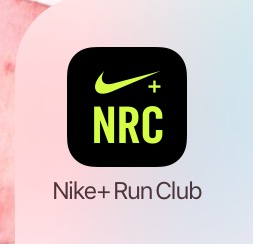 +
NRC
Nike+ Run Club